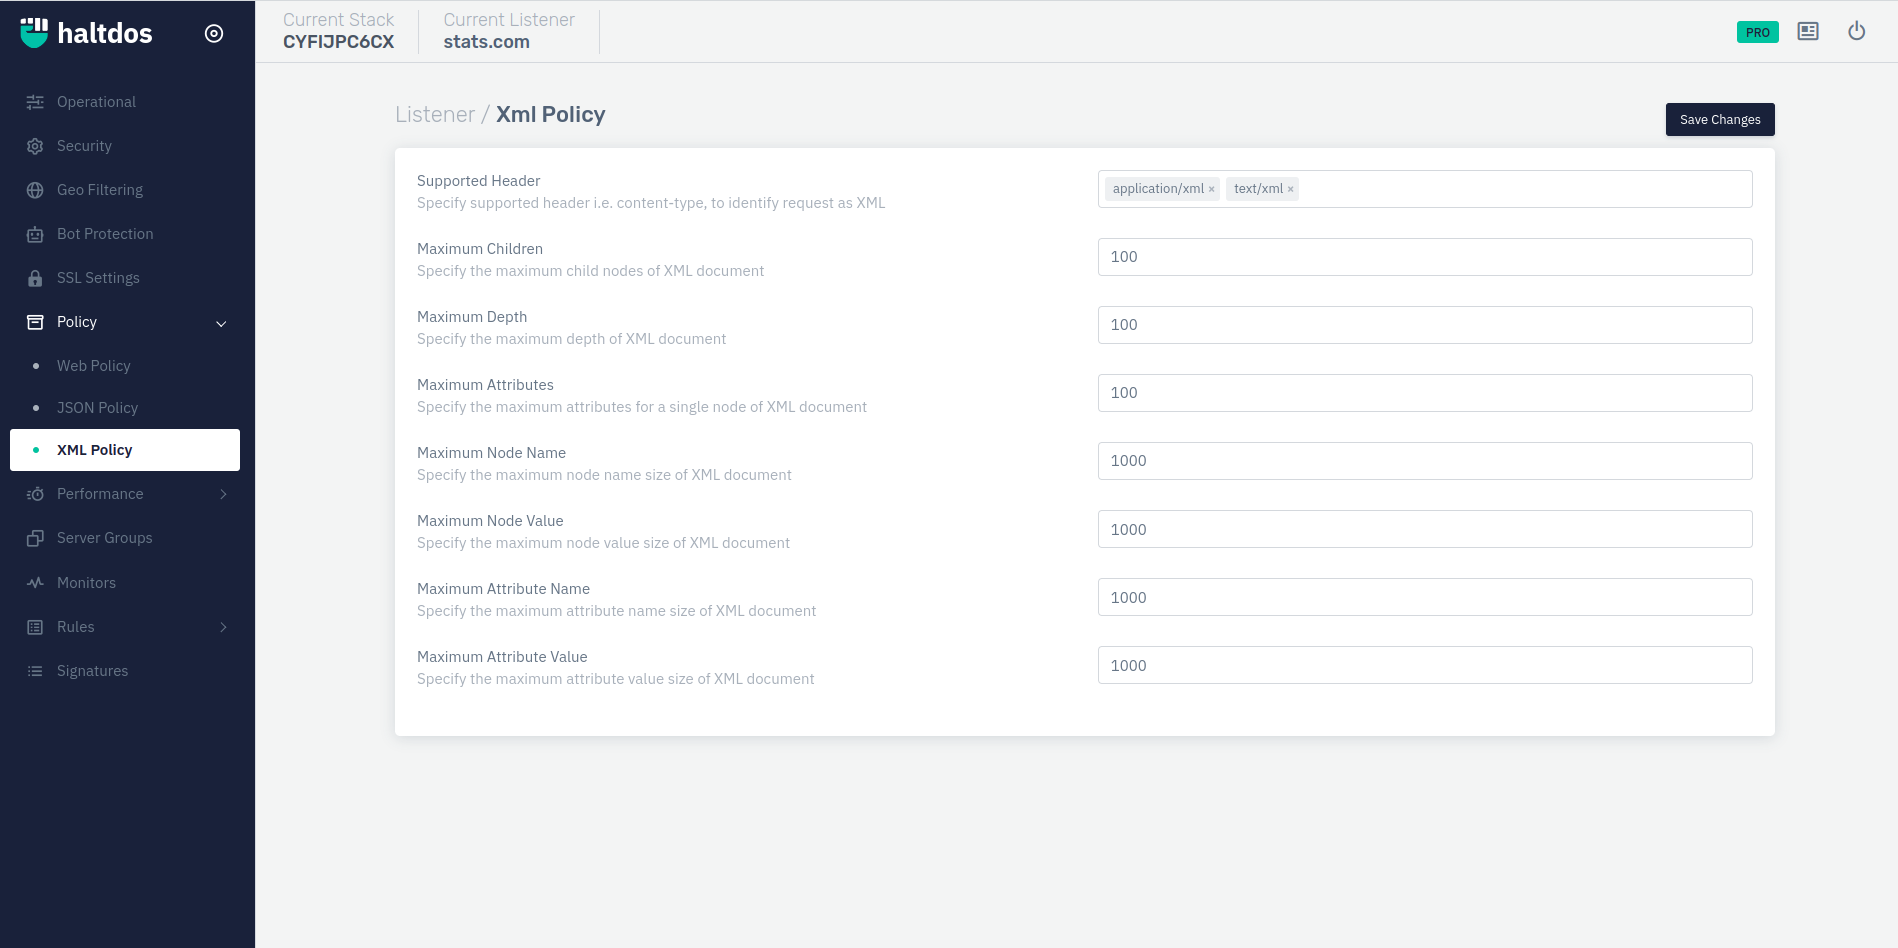 haltdos
Current Stack
CYFIJPC6CX
Current Listener
stats.com
PRO
Operational
Security
Geo Filtering
Bot Protection
SSL Settings
Policy
Web Policy
JSON Policy
XML Policy
Performance
Server Groups
Monitors
Rules
Signatures
Listener / Xml Policy
Save Changes
Supported Header
Specify supported header i.e. content-type, to identify request as XML
application/xml × text/xml ×
Maximum Children
Specify the maximum child nodes of XML document
100
Maximum Depth
Specify the maximum depth of XML document
100
Maximum Attributes
Specify the maximum attributes for a single node of XML document
100
Maximum Node Name
Specify the maximum node name size of XML document
1000
Maximum Node Value
Specify the maximum node value size of XML document
1000
Maximum Attribute Name
Specify the maximum attribute name size of XML document
1000
Maximum Attribute Value
Specify the maximum attribute value size of XML document
1000